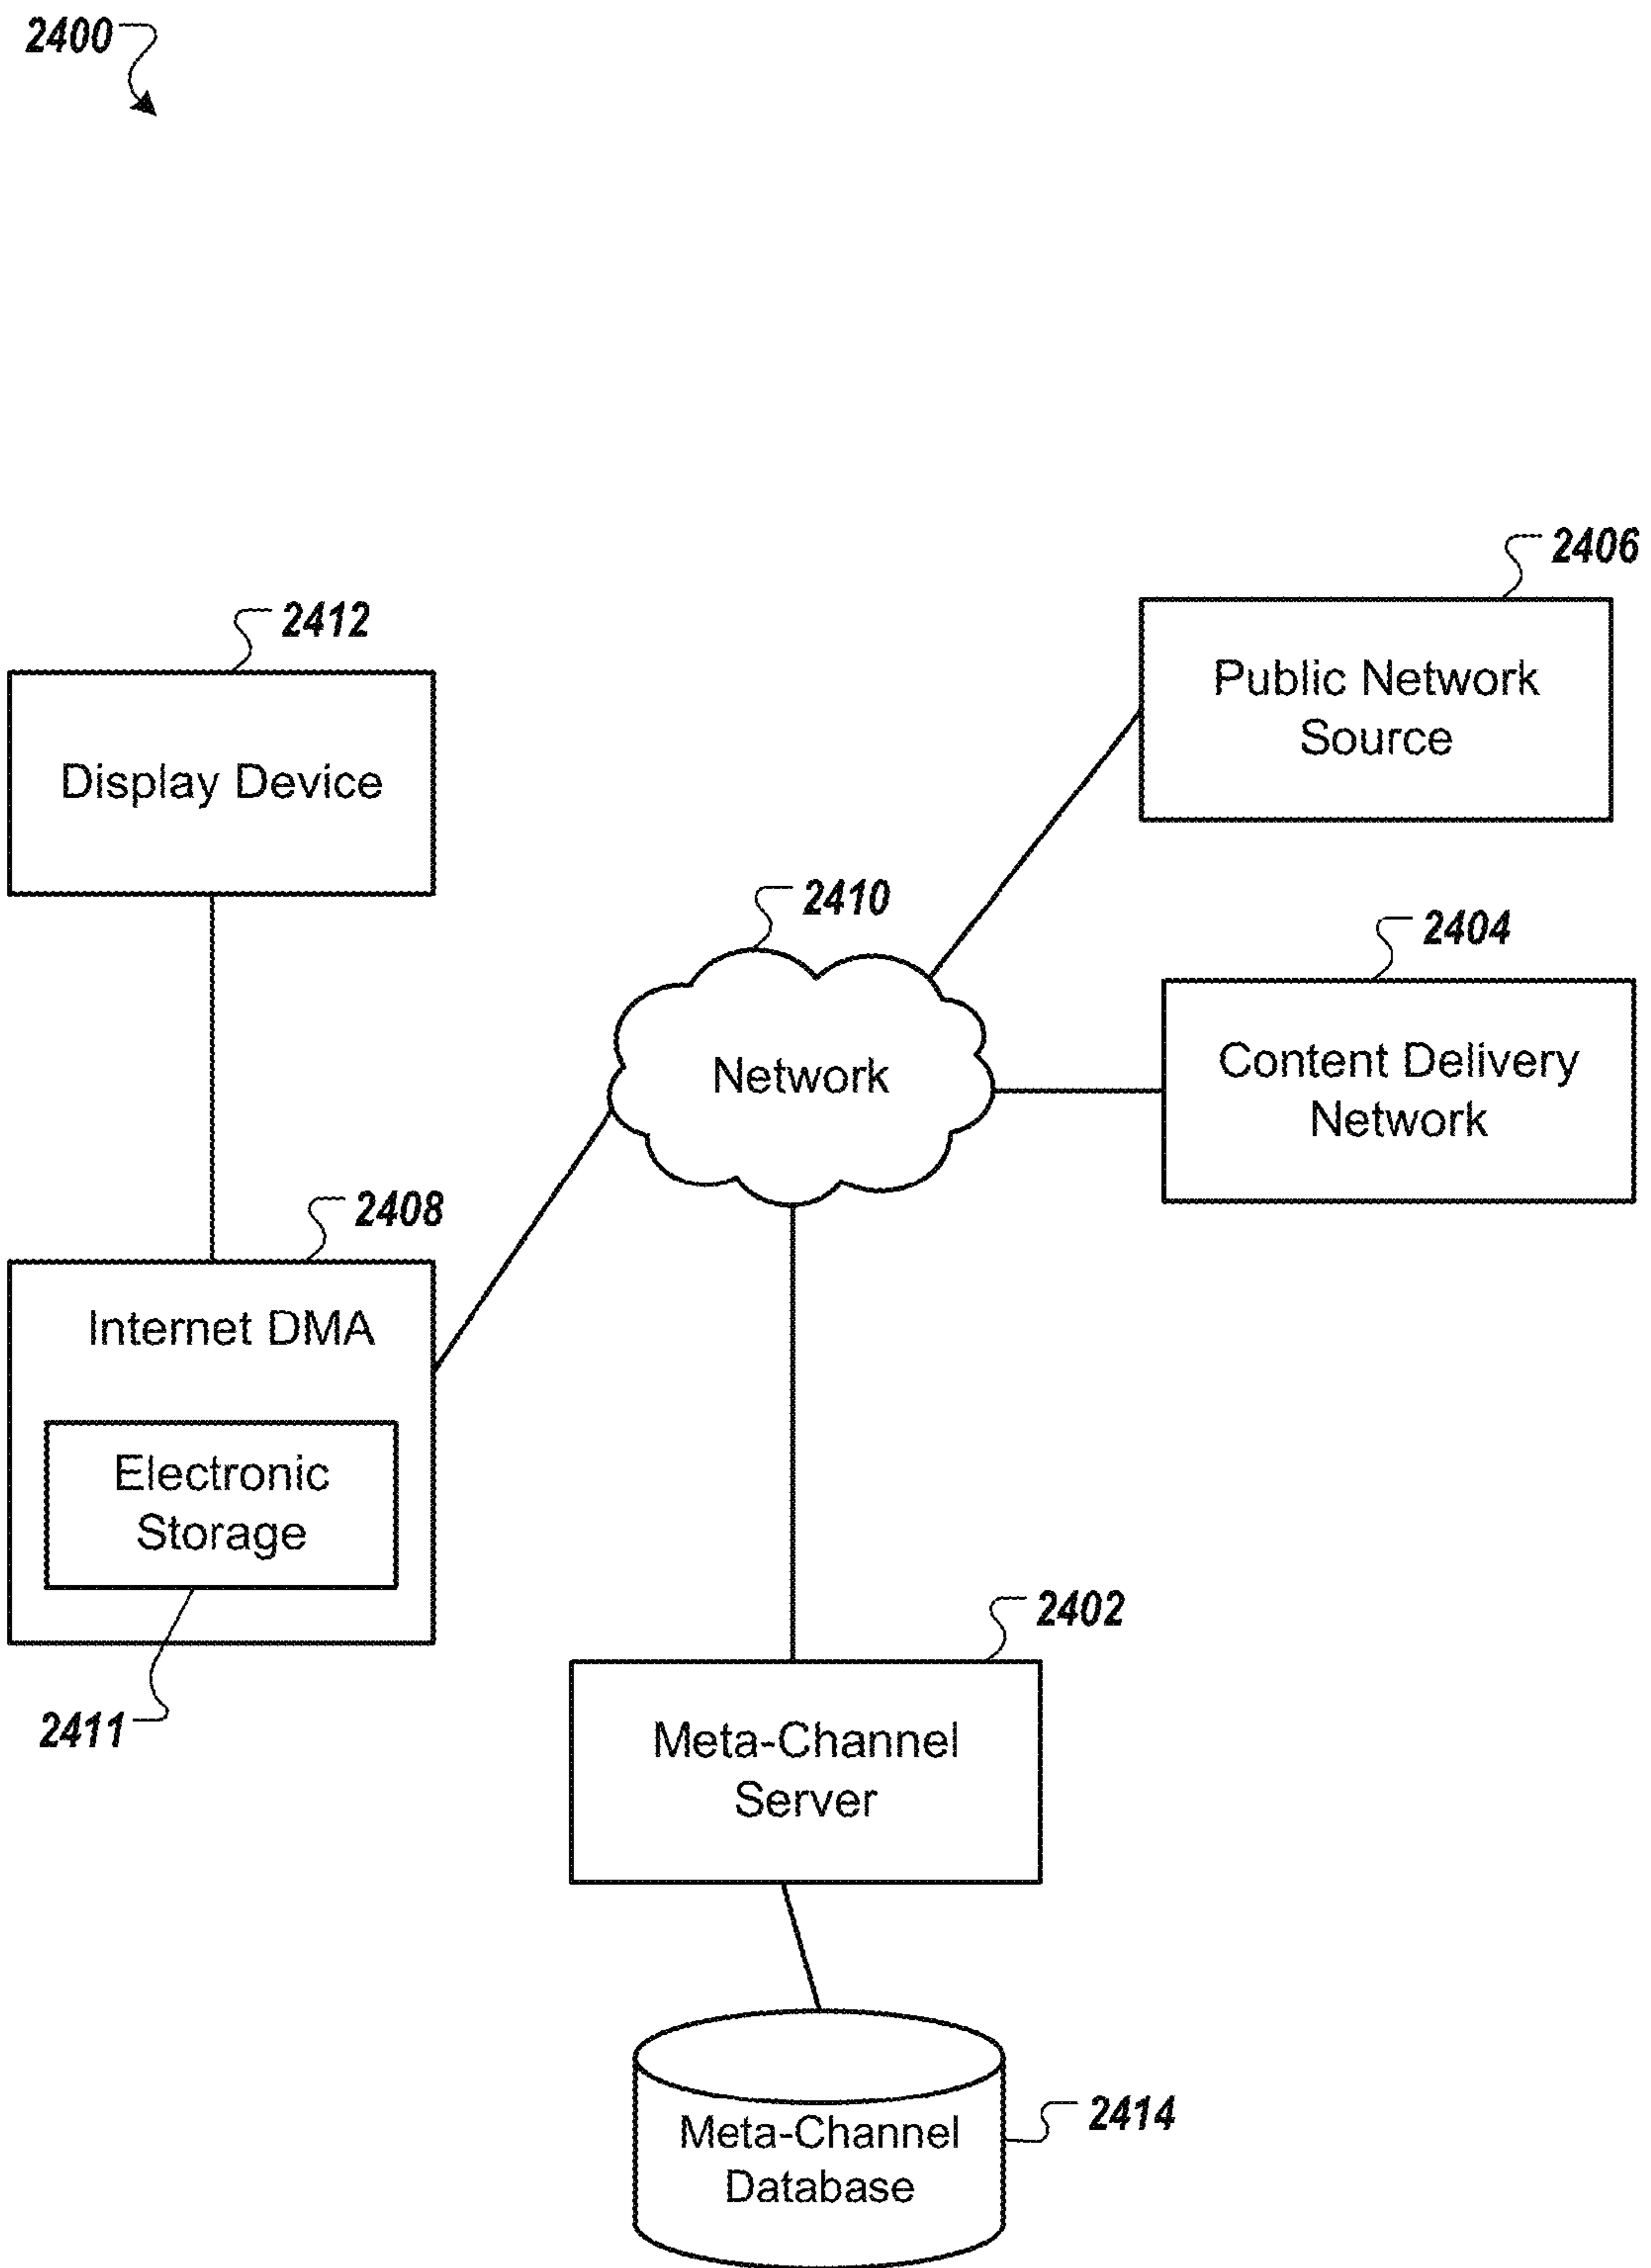 2400
2406
Public Network
Source
2412
Display Device
2410
Network
2404
Content Delivery
Network
2408
Internet DMA
Electronic
Storage
2411
2402
Meta-Channel
Server
2414
Meta-Channel
Database